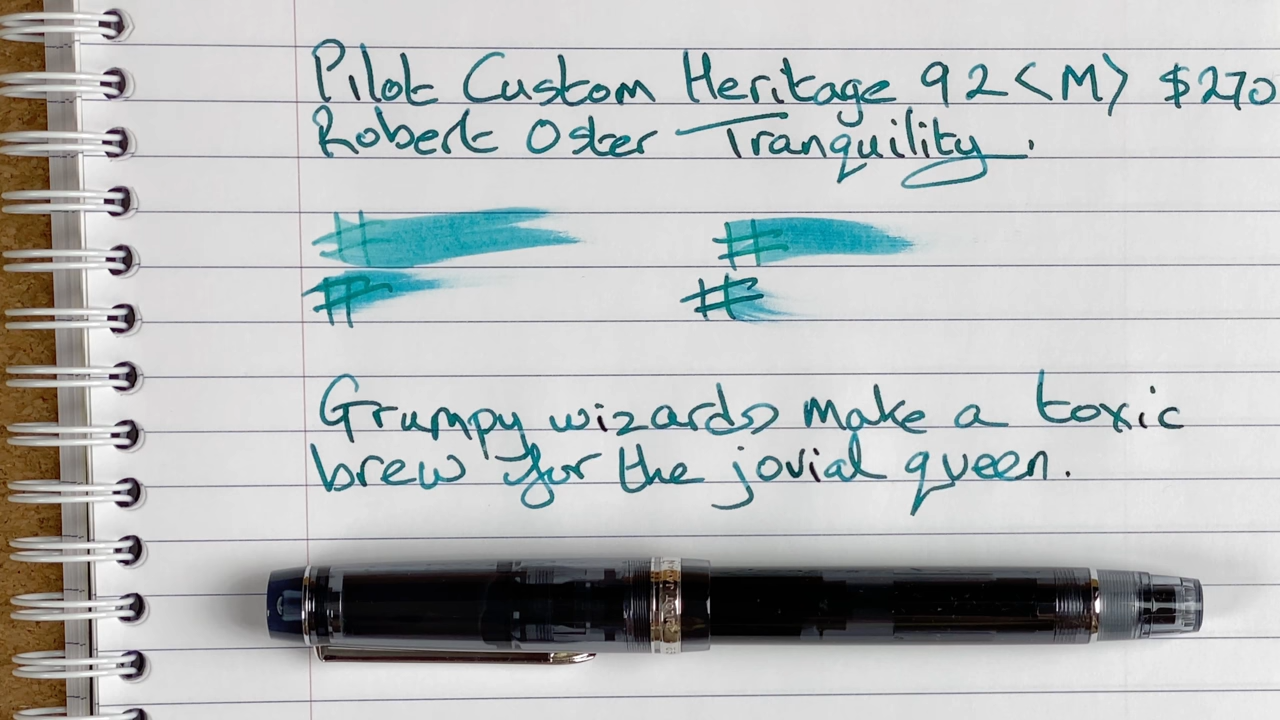 Pilot Custom Heritage 92 <M> $270
Robert Oster Tranquility.
# #
# #
Grumpy wizards make a toxic
brew for the jovial queen.